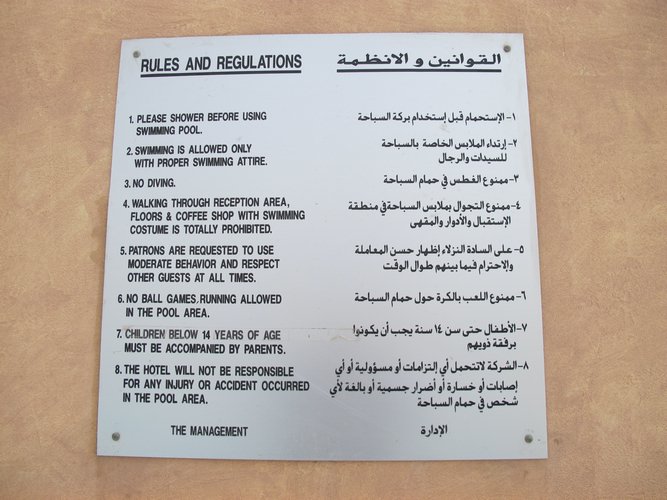 RULES AND REGULATIONS
1. PLEASE SHOWER BEFORE USING
SWIMMING POOL.
2. SWIMMING IS ALLOWED ONLY
WITH PROPER SWIMMING ATTIRE.
3. NO DIVING.
4. WALKING THROUGH RECEPTION AREA,
FLOORS & COFFEE SHOP WITH SWIMMING
COSTUME IS TOTALLY PROHIBITED.
5. PATRONS ARE REQUESTED TO USE
MODERATE BEHAVIOR AND RESPECT
OTHER GUESTS AT ALL TIMES.
6. NO BALL GAMES, RUNNING ALLOWED
IN THE POOL AREA.
7. CHILDREN BELOW 14 YEARS OF AGE
MUST BE ACCOMPANIED BY PARENTS.
8. THE HOTEL WILL NOT BE RESPONSIBLE
FOR ANY INJURY OR ACCIDENT OCCURRED
IN THE POOL AREA.
THE MANAGEMENT
القوانين و الانظمة
١- الإستحمام قبل إستخدام بركة السباحة
٢- إرتداء الملابس الخاصة بالسباحة
للسيدات والرجال
٣- ممنوع الغطس في حمام السباحة
٤- ممنوع التجوال بملابس السباحة في منطقة
الإستقبال والأدوار والمقهى
٥- على السادة النزلاء إظهار حسن المعاملة
والإحترام فيما بينهم طوال الوقت
٦- ممنوع اللعب بالكرة حول حمام السباحة
٧- الأطفال حتى سن ١٤ سنة يجب أن يكونوا
برفقة ذويهم
٨- الشركة لاتتحمل أي إلتزامات أو مسؤولية أو أي
إصابات أو خسارة أو أضرار جسمية أو بالغة لأي
شخص في حمام السباحة
الإدارة